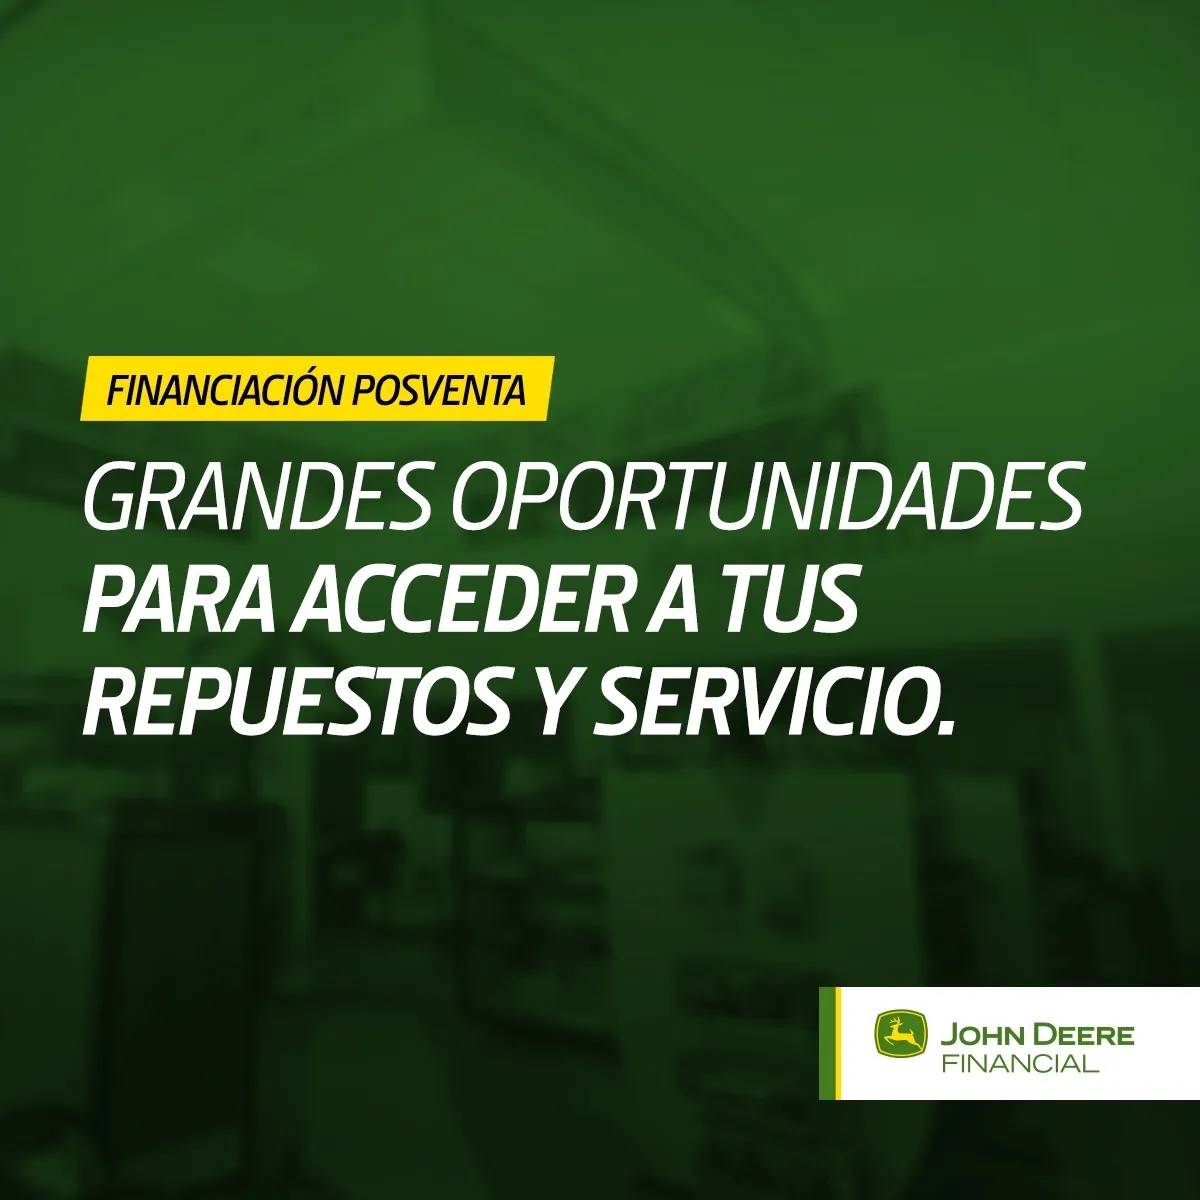 FINANCIACIÓN POSVENTA
GRANDES OPORTUNIDADES
PARA ACCEDER A TUS
REPUESTOS Y SERVICIO.
JOHN DEERE
FINANCIAL